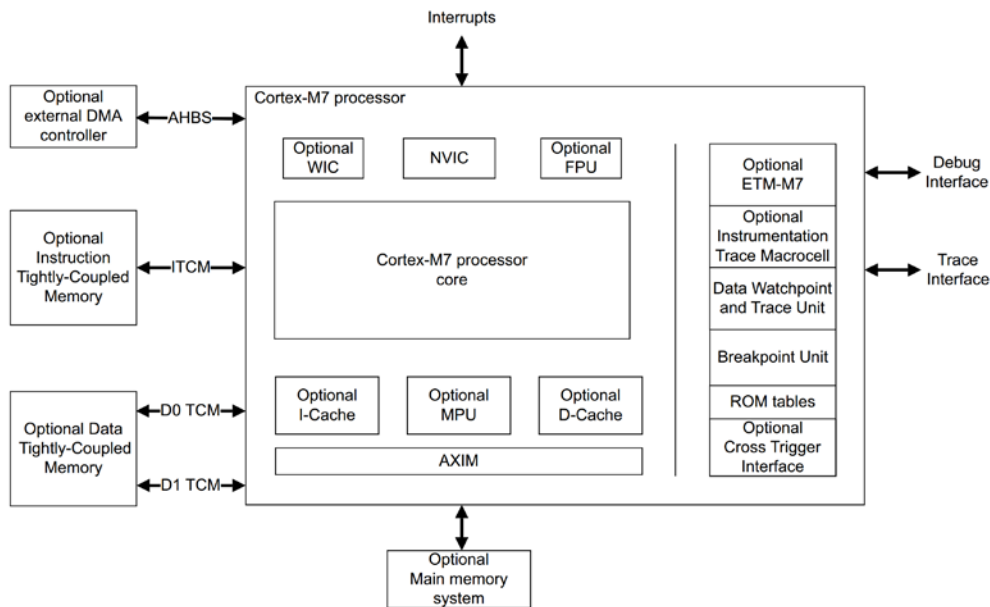 Interrupts
Cortex-M7 processor
Optional
external DMA
controller
AHBS
Optional
WIC
NVIC
Optional
FPU
Optional
ETM-M7
Debug
Interface
Optional
Instruction
Tightly-Coupled
Memory
ITCM
Cortex-M7 processor
core
Optional
Instrumentation
Trace Macrocell
Trace
Interface
Data Watchpoint
and Trace Unit
Breakpoint Unit
Optional Data
Tightly-Coupled
Memory
D0 TCM
D1 TCM
Optional
I-Cache
Optional
MPU
Optional
D-Cache
ROM tables
AXIM
Optional
Cross Trigger
Interface
Optional
Main memory
system